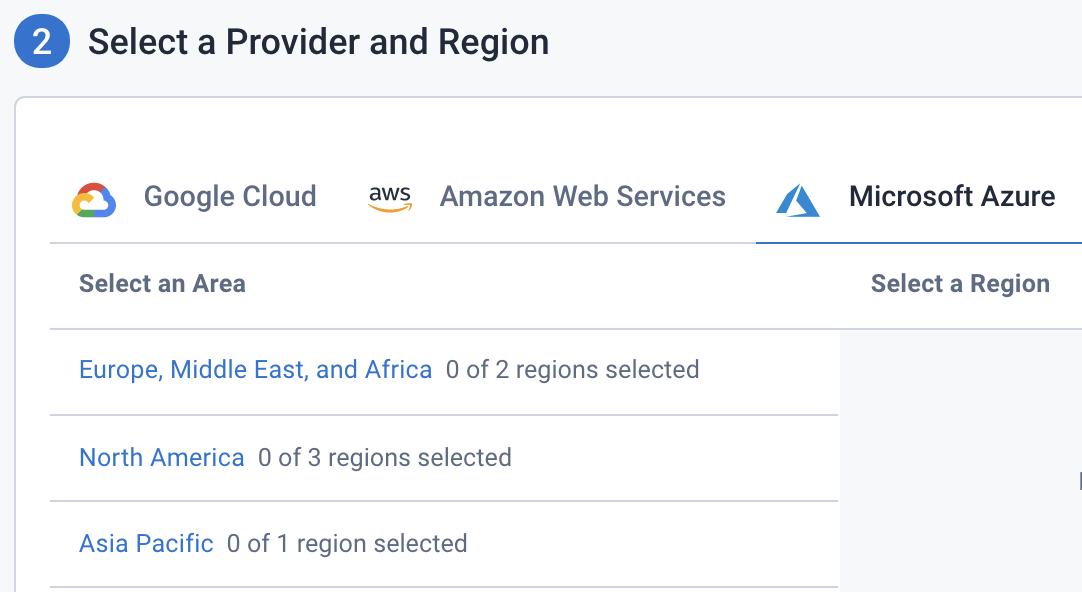 2 Select a Provider and Region
Google Cloud aws Amazon Web Services Microsoft Azure
Select an Area Select a Region
Europe, Middle East, and Africa 0 of 2 regions selected
North America 0 of 3 regions selected
Asia Pacific 0 of 1 region selected